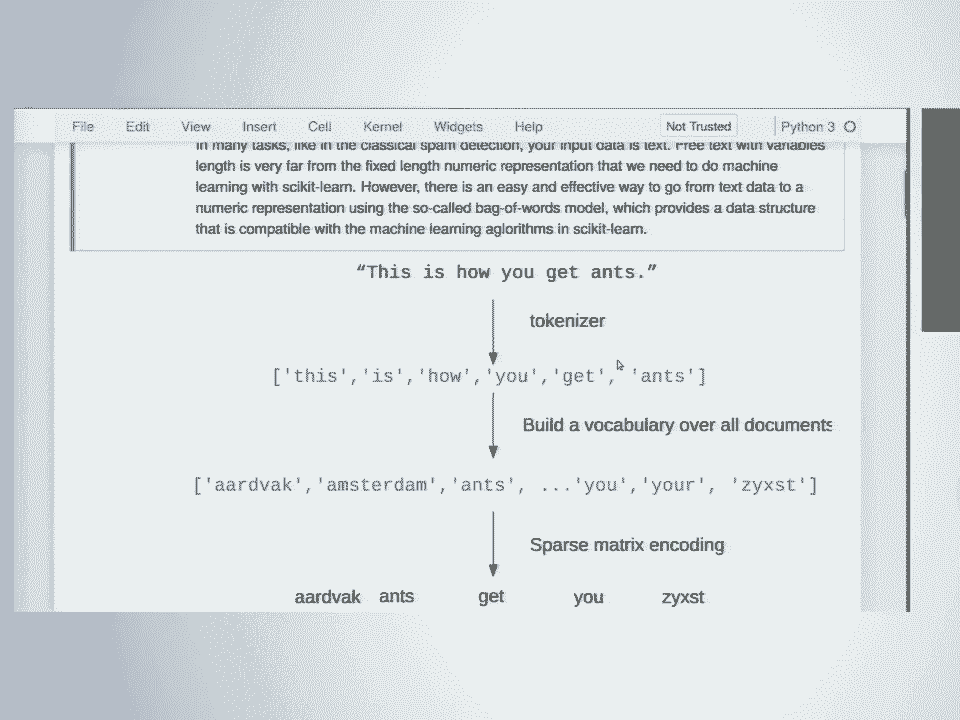 File Edit View Insert Cell Kernel Widgets Help Not Trusted Python 3
In many tasks, like in the classical spam detection, your input data is text. Free text with variables
length is very far from the fixed length numeric representation that we need to do machine
learning with scikit-learn. However, there is an easy and effective way to go from text data to a
numeric representation using the so-called bag-of-words model, which provides a data structure
that is compatible with the machine learning aglorithms in scikit-learn.
“This is how you get ants.”
tokenizer
['this','is','how','you','get', 'ants']
Build a vocabulary over all documents
['aardvak','amsterdam','ants', ...'you','your', 'zyxst']
Sparse matrix encoding
aardvak ants get you zyxst